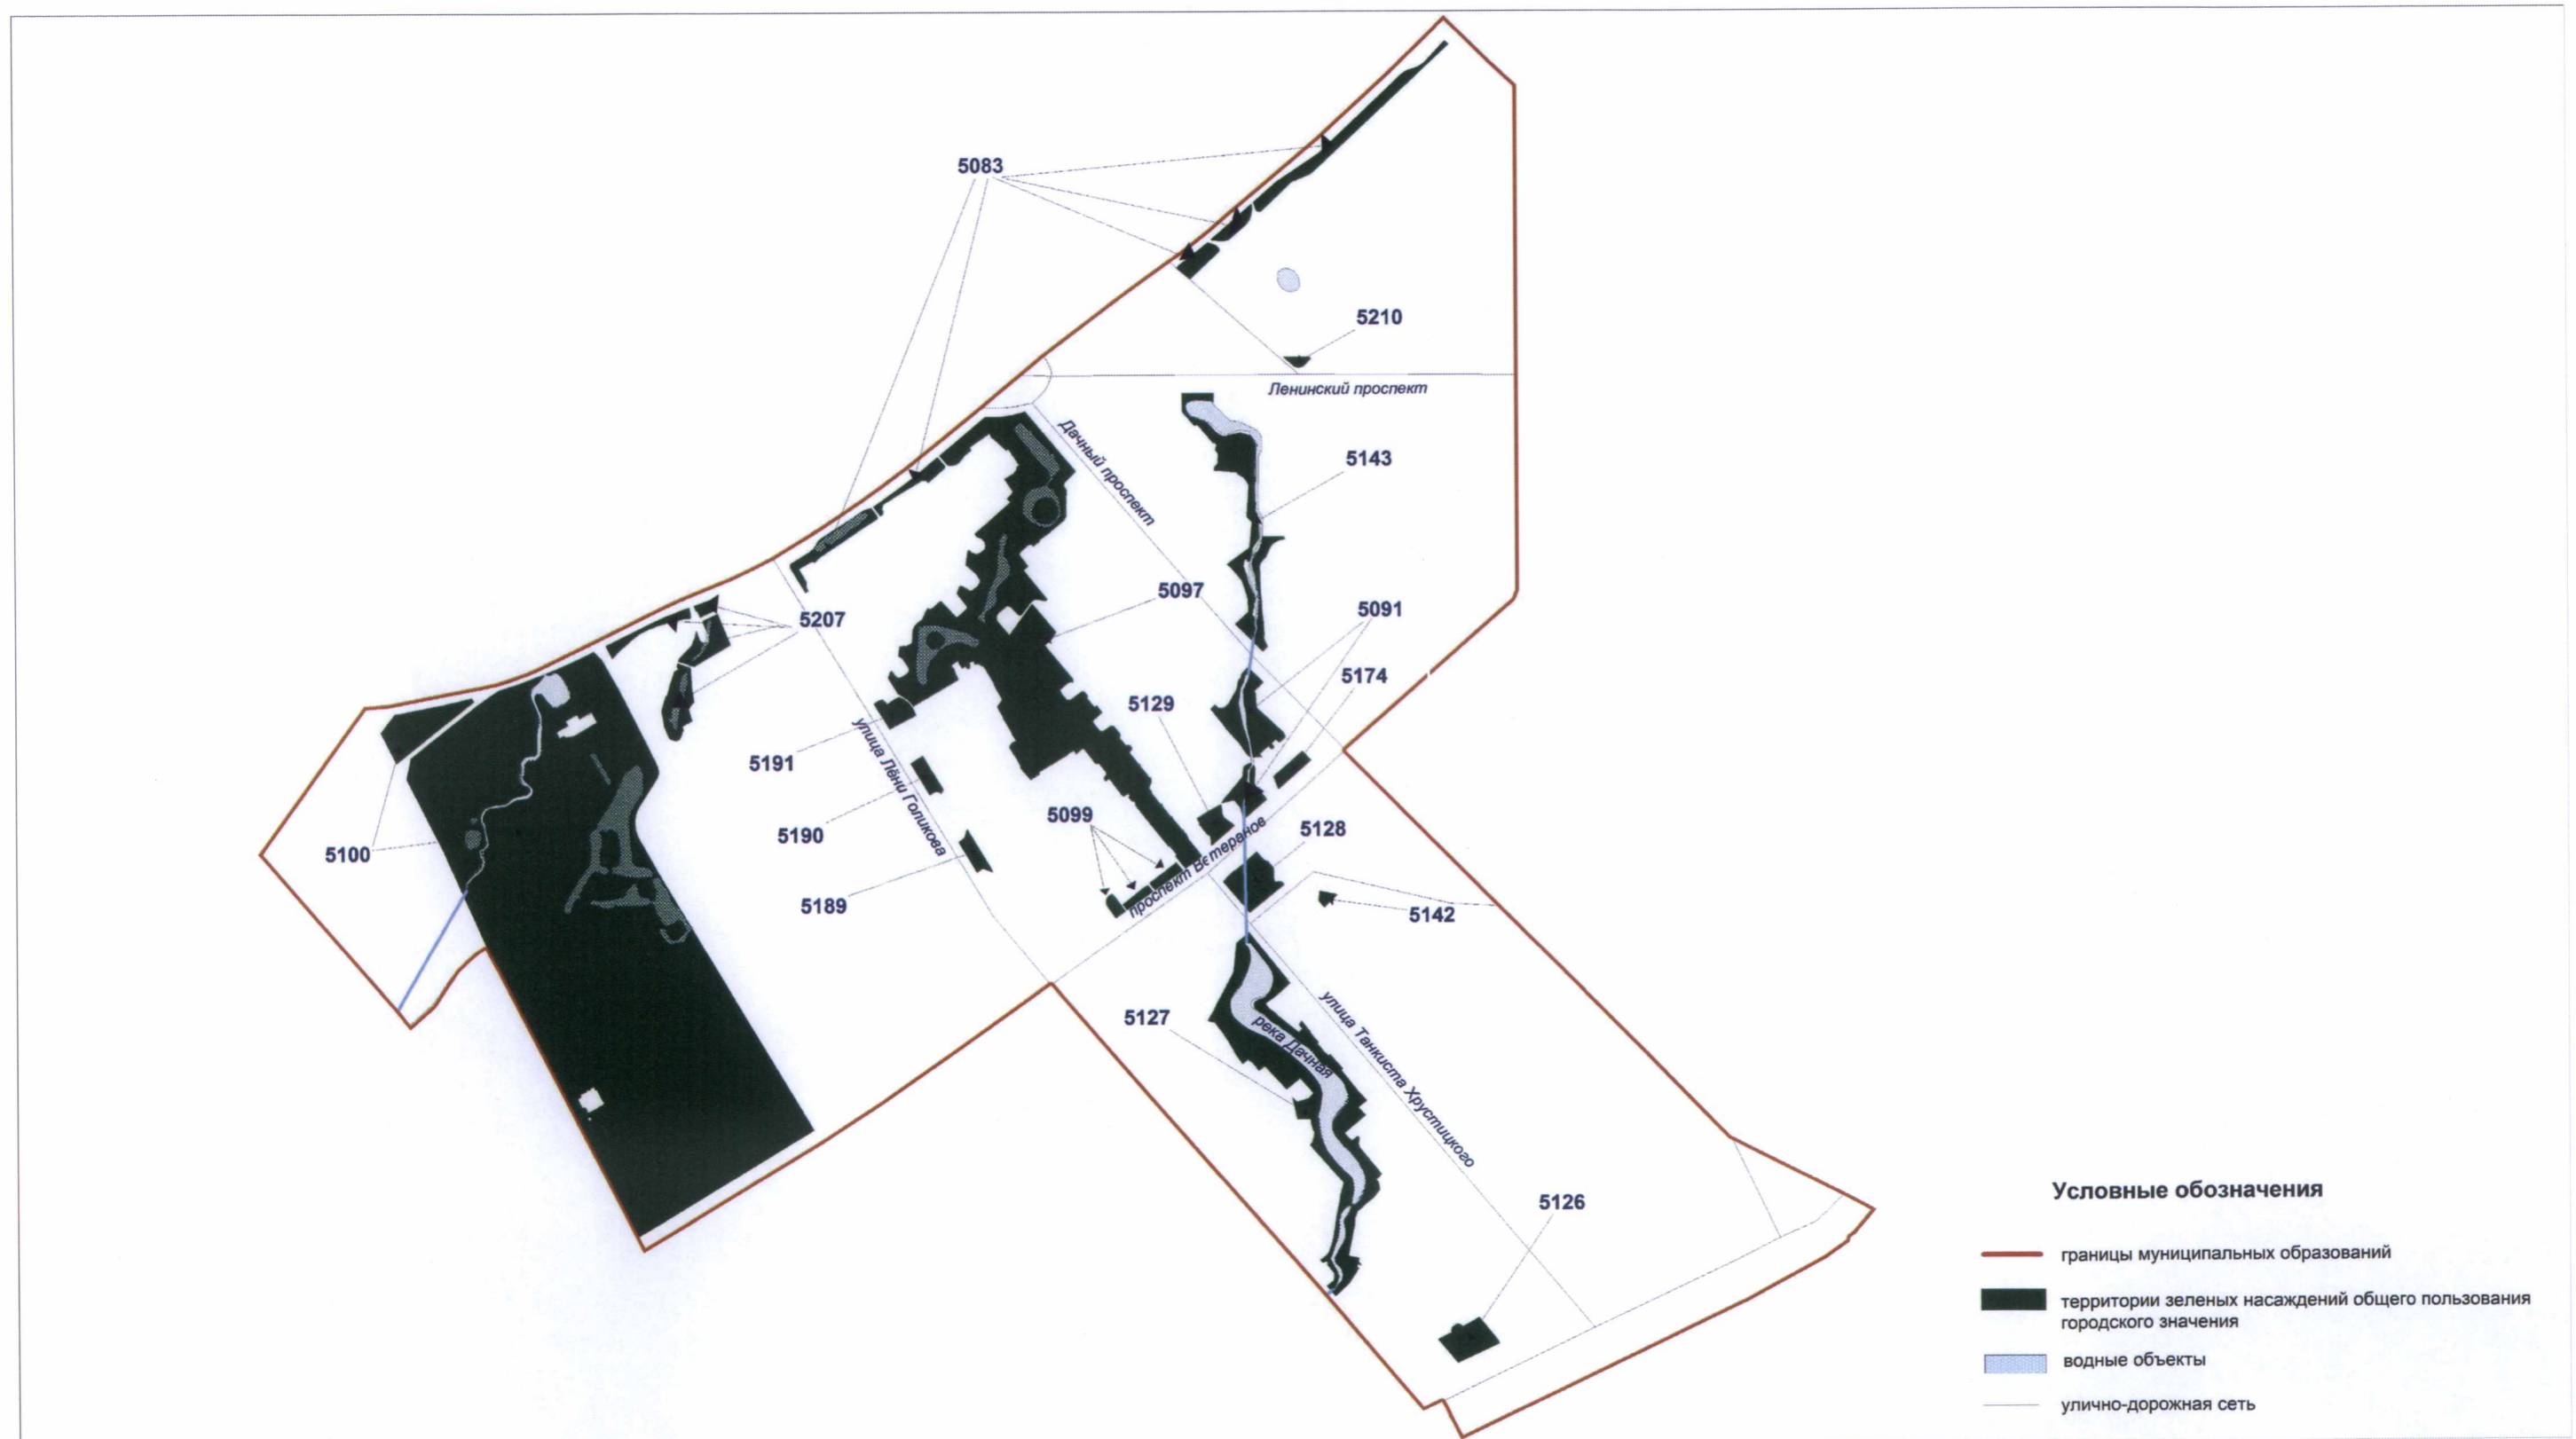 5083
5210
Ленинский проспект
Дачный проспект
5143
5097
5091
5207
5174
5129
5191
улица Лёни Голикова
5190
5099
5128
проспект Ветеранов
5100
5189
5142
5127
река Дачная
улица Танкиста Хрустицкого
5126
Условные обозначения
границы муниципальных образований
территории зеленых насаждений общего пользования
городского значения
водные объекты
улично-дорожная сеть